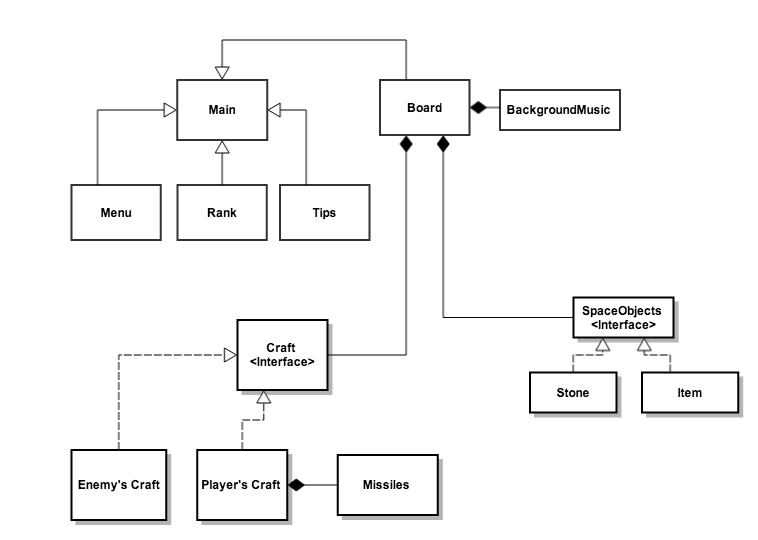 Main
Board
BackgroundMusic
Menu
Rank
Tips
SpaceObjects
<Interface>
Craft
<Interface>
Stone
Item
Enemy's Craft
Player's Craft
Missiles